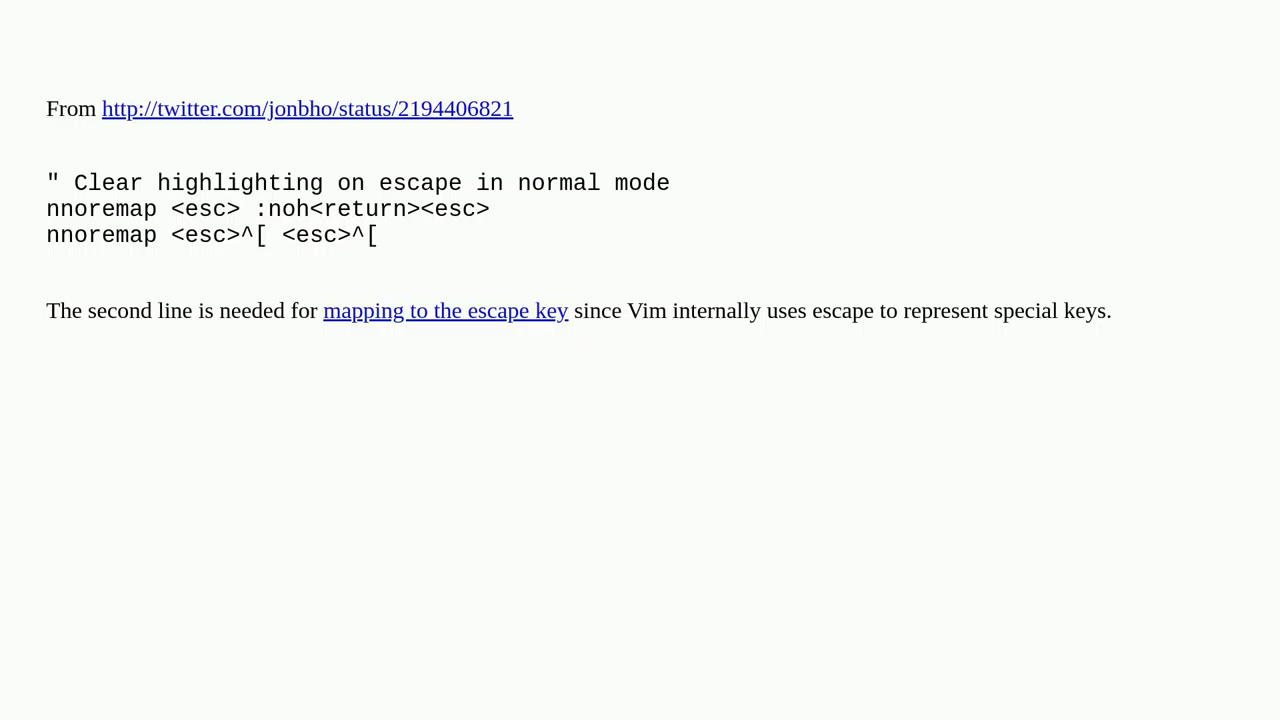 From http://twitter.com/jonbho/status/2194406821
" Clear highlighting on escape in normal mode
nnoremap <esc> :noh<return><esc>
nnoremap <esc>^[ <esc>^[
The second line is needed for mapping to the escape key since Vim internally uses escape to represent special keys.